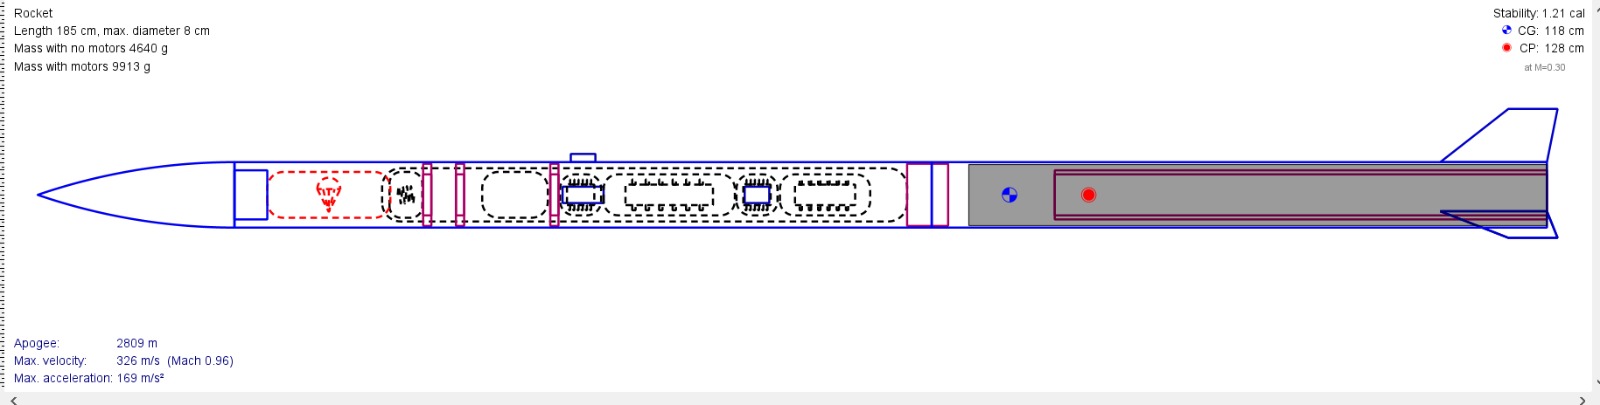 Rocket
Length 185 cm, max. diameter 8 cm
Mass with no motors 4640 g
Mass with motors 9913 g
Stability: 1.21 cal
CG: 118 cm
CP: 128 cm
at M=0.30
Apogee: 2809 m
Max. velocity: 326 m/s (Mach 0.96)
Max. acceleration: 169 m/s²